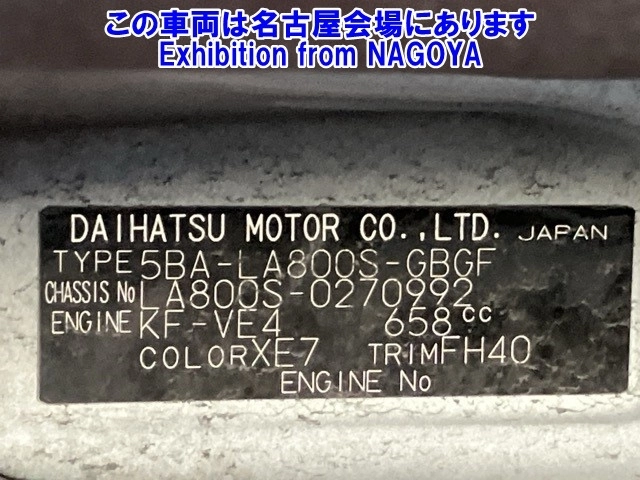 この車両は名古屋会場にあります
Exhibition from NAGOYA
DAIHATSU MOTOR CO.,LTD. JAPAN
TYPE 5BA-LA800S-GBGF
CHASSIS No LA800S-0270992
ENGINE KF-VE4 658 cc
COLOR XE7 TRIM FH40
ENGINE No